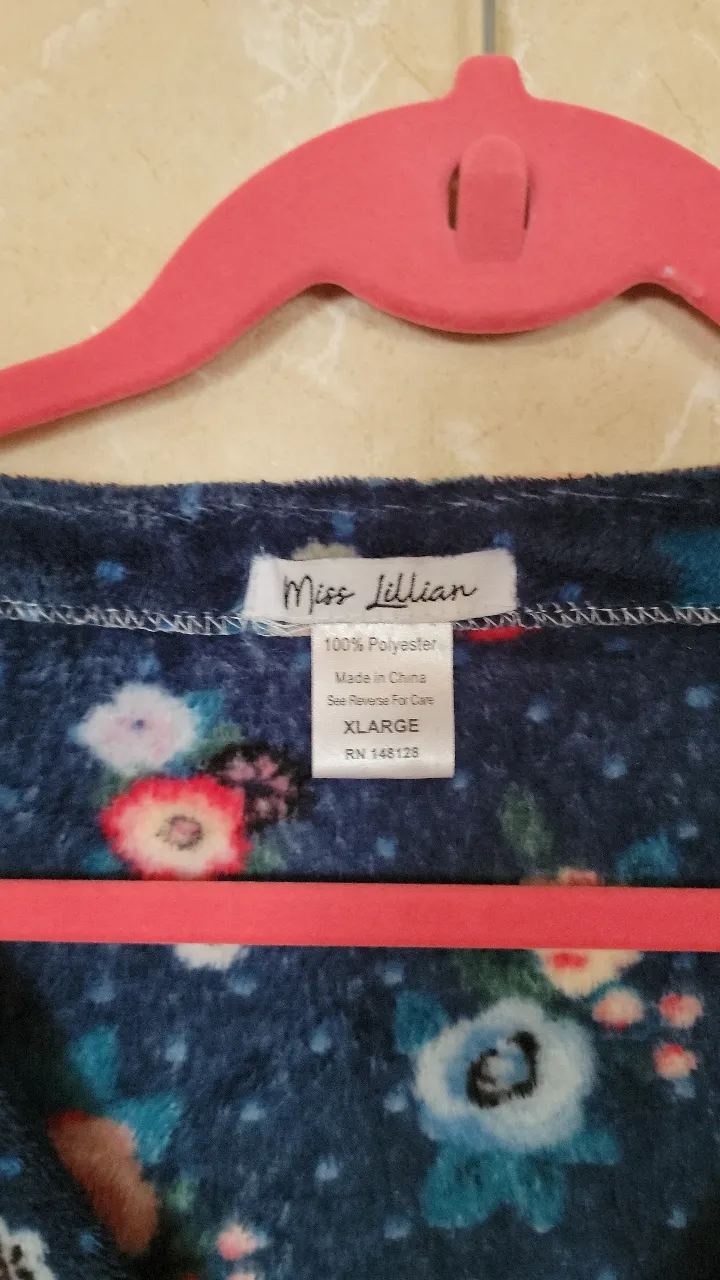 Miss Lillian
100% Polyester
Made in China
See Reverse For Care
XLARGE
RN 148128